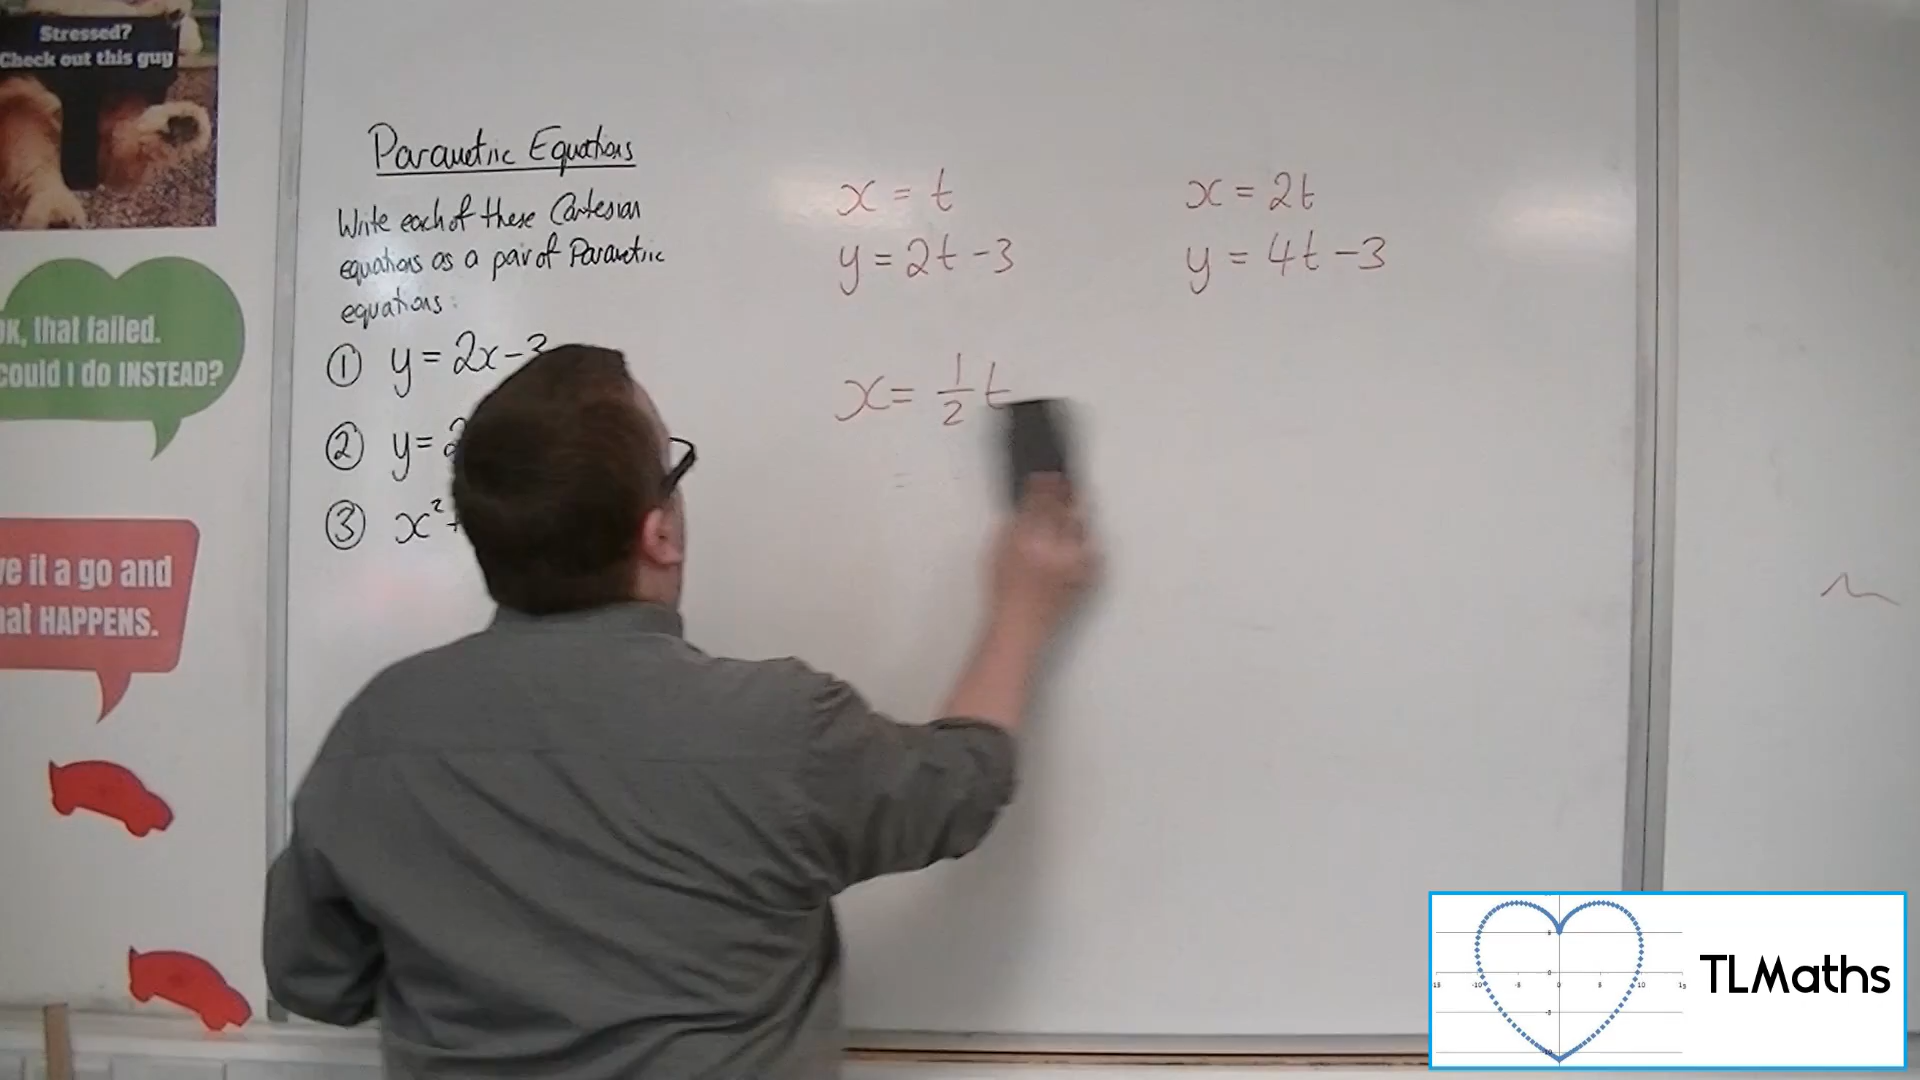 Stressed?
Check out this guy
OK, that failed.
could I do INSTEAD?
ve it a go and
hat HAPPENS.
Parametric Equations
Write each of these Cartesian
equations as a pair of Parametric
equations:
① y = 2x - 3
② y = 2
③ x² +
x = t
y = 2t - 3
x = 2t
y = 4t - 3
x = 1/2 t
=
TLMaths